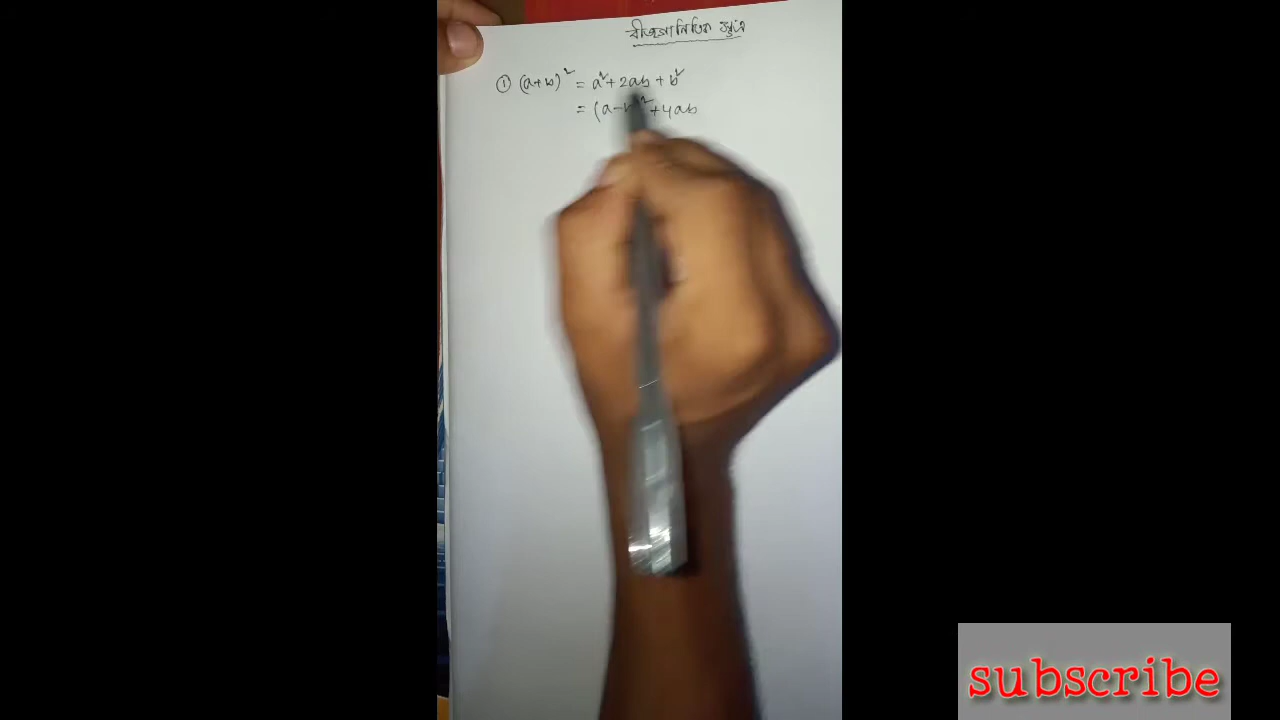 বীজগানিতিক সুত্র
① (a+b)² = a² + 2ab + b²
= (a-b)² + 4ab
subscribe